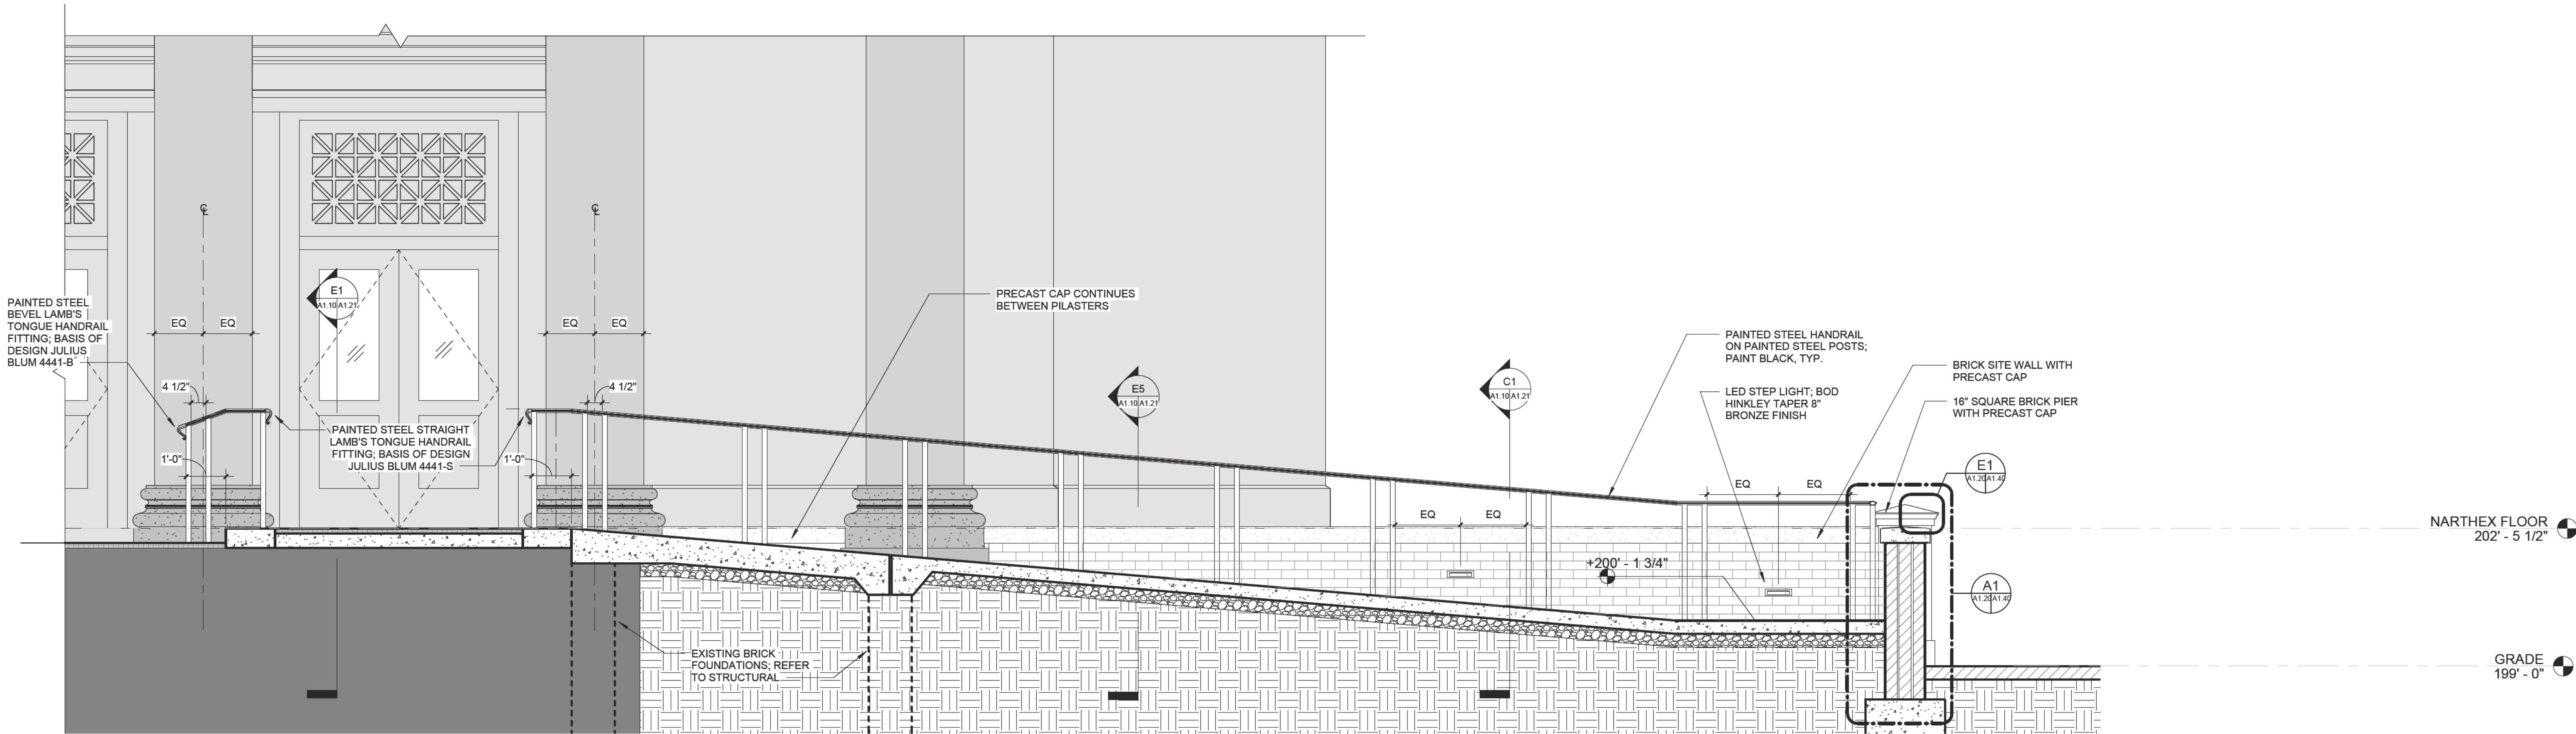 PAINTED STEEL
BEVEL LAMB'S
TONGUE HANDRAIL
FITTING; BASIS OF
DESIGN JULIUS
BLUM 4441-B
EQ
EQ
4 1/2"
1'-0"
℄
E1
A1.10
A1.21
PAINTED STEEL STRAIGHT
LAMB'S TONGUE HANDRAIL
FITTING; BASIS OF DESIGN
JULIUS BLUM 4441-S
℄
EQ
EQ
4 1/2"
1'-0"
EXISTING BRICK
FOUNDATIONS; REFER
TO STRUCTURAL
PRECAST CAP CONTINUES
BETWEEN PILASTERS
E5
A1.10
A1.21
C1
A1.10
A1.21
EQ
EQ
+200' - 1 3/4"
PAINTED STEEL HANDRAIL
ON PAINTED STEEL POSTS;
PAINT BLACK, TYP.
LED STEP LIGHT; BOD
HINKLEY TAPER 8"
BRONZE FINISH
EQ
EQ
BRICK SITE WALL WITH
PRECAST CAP
16" SQUARE BRICK PIER
WITH PRECAST CAP
E1
A1.20
A1.40
A1
A1.20
A1.40
NARTHEX FLOOR
202' - 5 1/2"
GRADE
199' - 0"